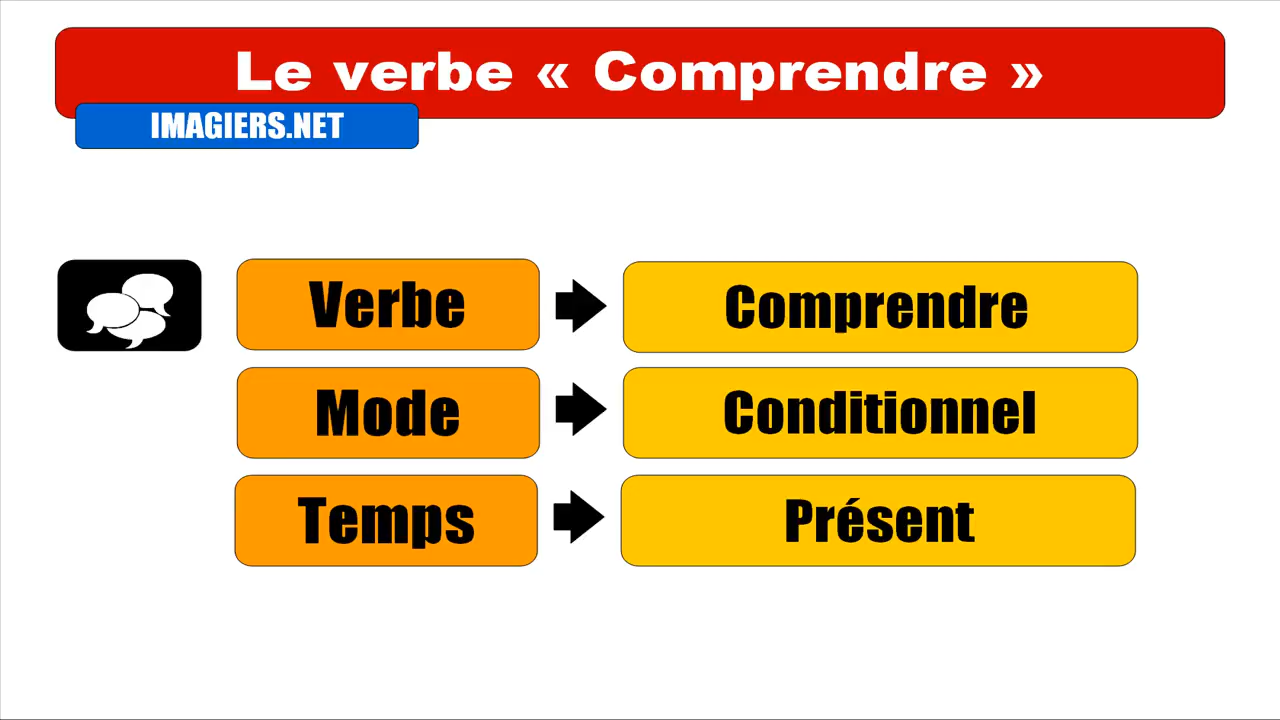 Le verbe « Comprendre »
IMAGIERS.NET
Verbe Comprendre
Mode Conditionnel
Temps Présent